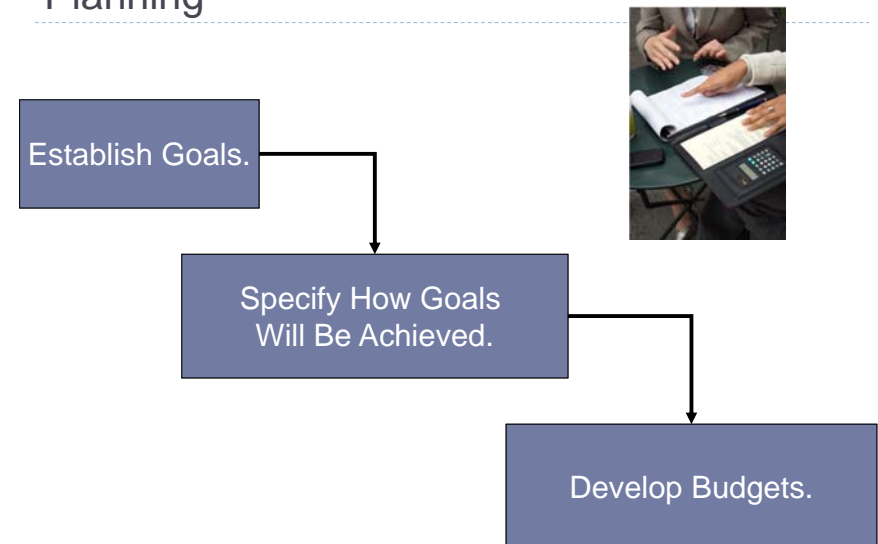 Planning
Establish Goals.
Specify How Goals
Will Be Achieved.
Develop Budgets.